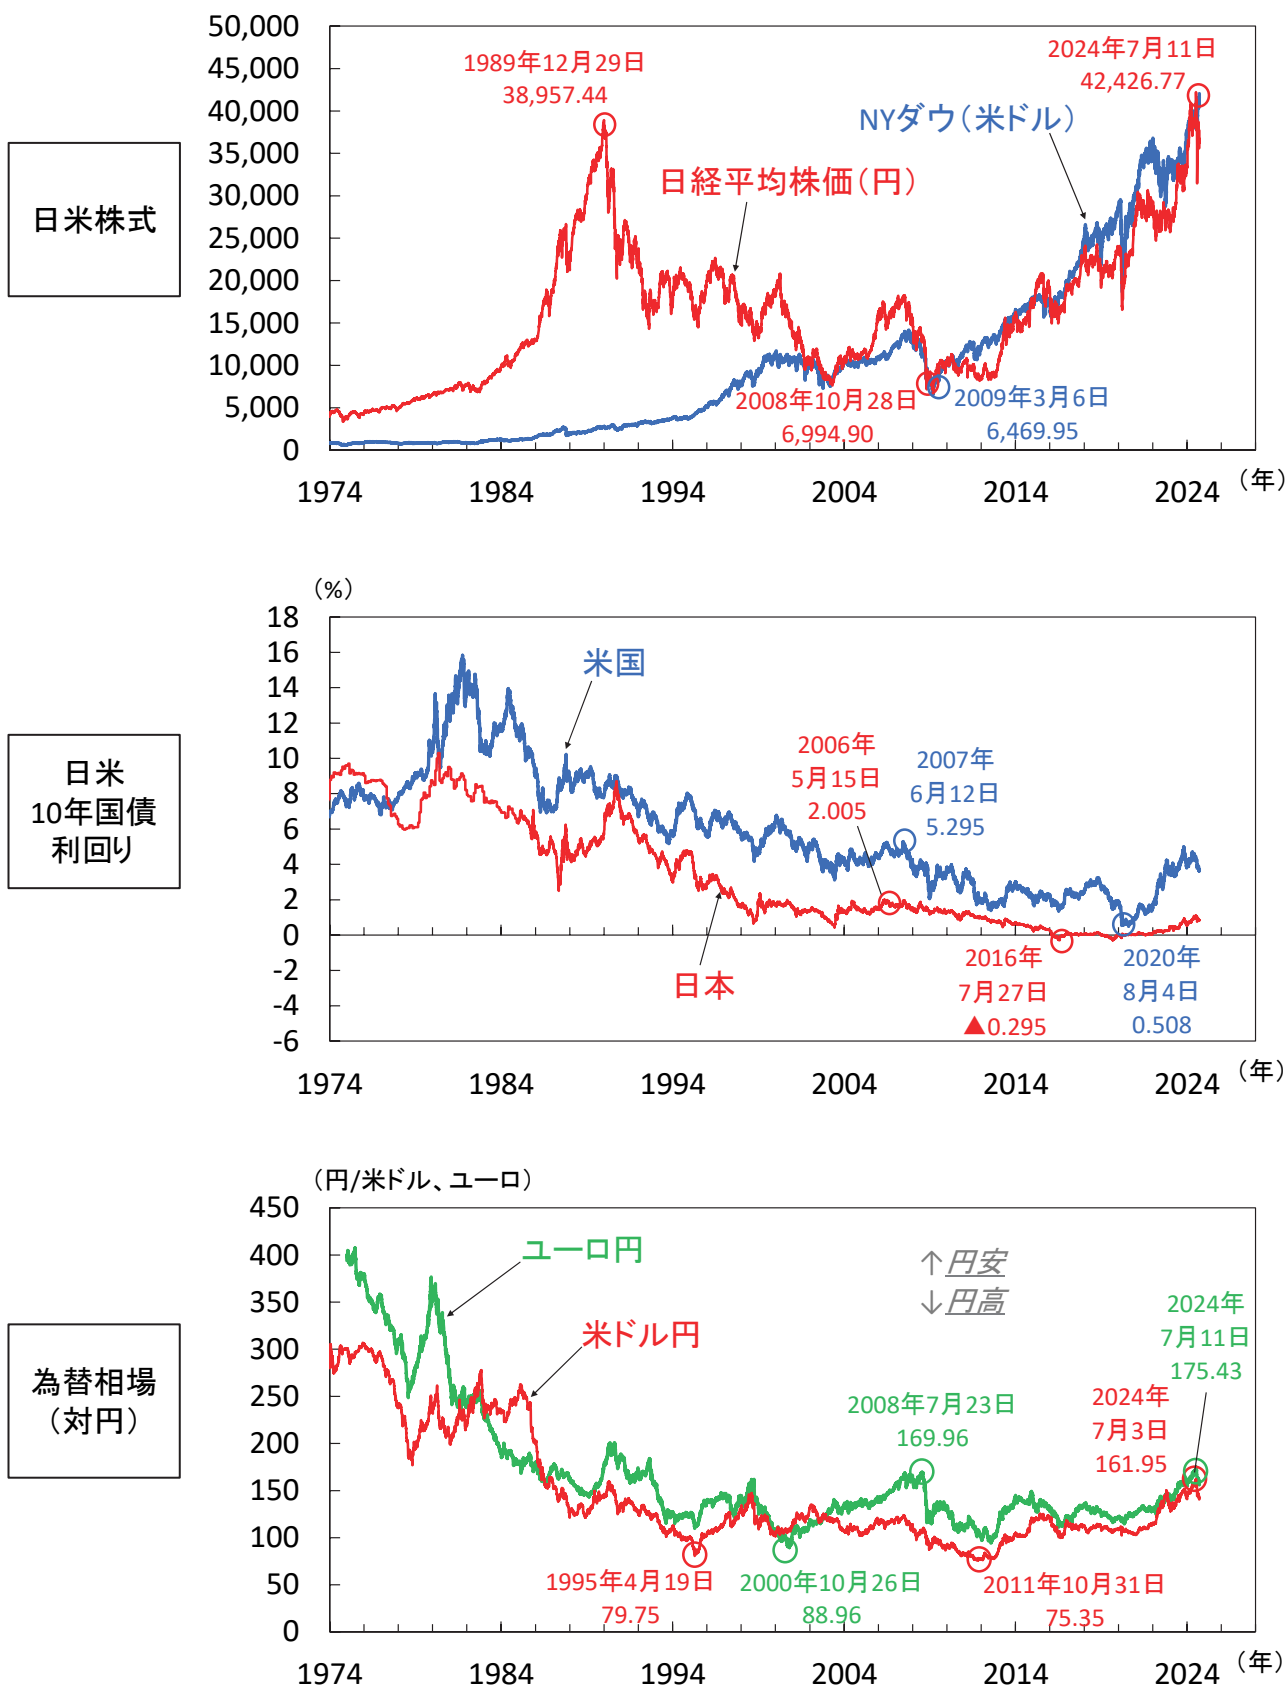 日米株式
50,000
45,000
40,000
35,000
30,000
25,000
20,000
15,000
10,000
5,000
0
1989年12月29日
38,957.44
2024年7月11日
42,426.77
NYダウ（米ドル）
日経平均株価（円）
2008年10月28日
6,994.90
2009年3月6日
6,469.95
1974 1984 1994 2004 2014 2024 （年）
日米
10年国債
利回り
（%）
18
16
14
12
10
8
6
4
2
0
-2
-4
-6
米国
2006年
5月15日
2.005
2007年
6月12日
5.295
日本
2016年
7月27日
▲0.295
2020年
8月4日
0.508
1974 1984 1994 2004 2014 2024 （年）
為替相場
（対円）
（円/米ドル、ユーロ）
450
400
350
300
250
200
150
100
50
0
ユーロ円
米ドル円
↑円安
↓円高
2024年
7月11日
175.43
2008年7月23日
169.96
2024年
7月3日
161.95
1995年4月19日
79.75
2000年10月26日
88.96
2011年10月31日
75.35
1974 1984 1994 2004 2014 2024 （年）